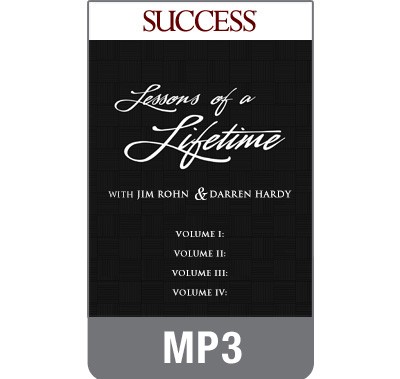 SUCCESS
Lessons of a
Lifetime
WITH JIM ROHN & DARREN HARDY
VOLUME I:
VOLUME II:
VOLUME III:
VOLUME IV:
MP3